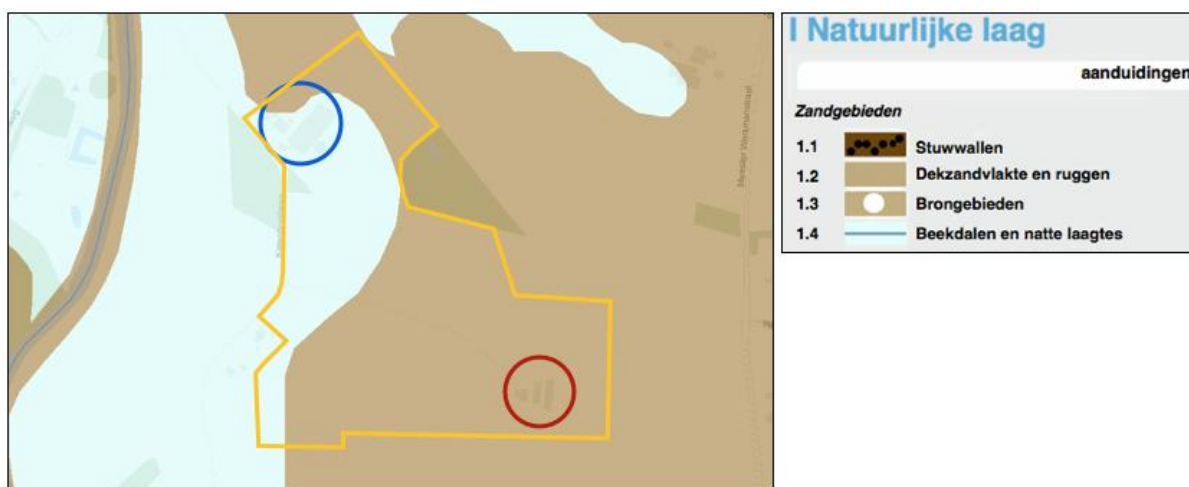 I Natuurlijke laag
aanduidingen
Zandgebieden
1.1 Stuwwallen
1.2 Dekzandvlakte en ruggen
1.3 Brongebieden
1.4 Beekdalen en natte laagtes